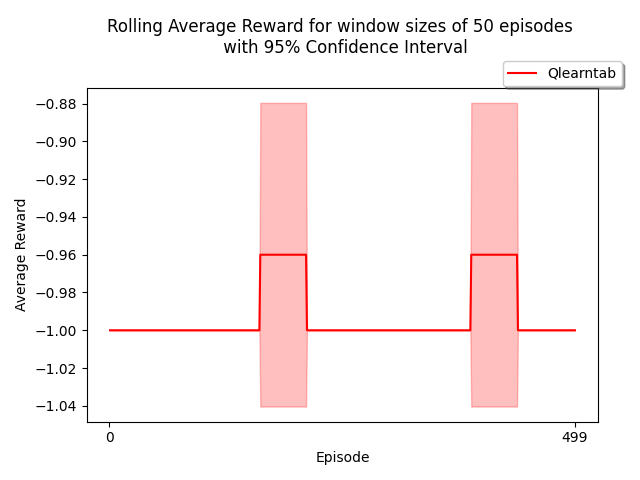 Rolling Average Reward for window sizes of 50 episodes
with 95% Confidence Interval
Qlearntab
−0.88
−0.90
−0.92
−0.94
−0.96
−0.98
−1.00
−1.02
−1.04
Average Reward
0
499
Episode